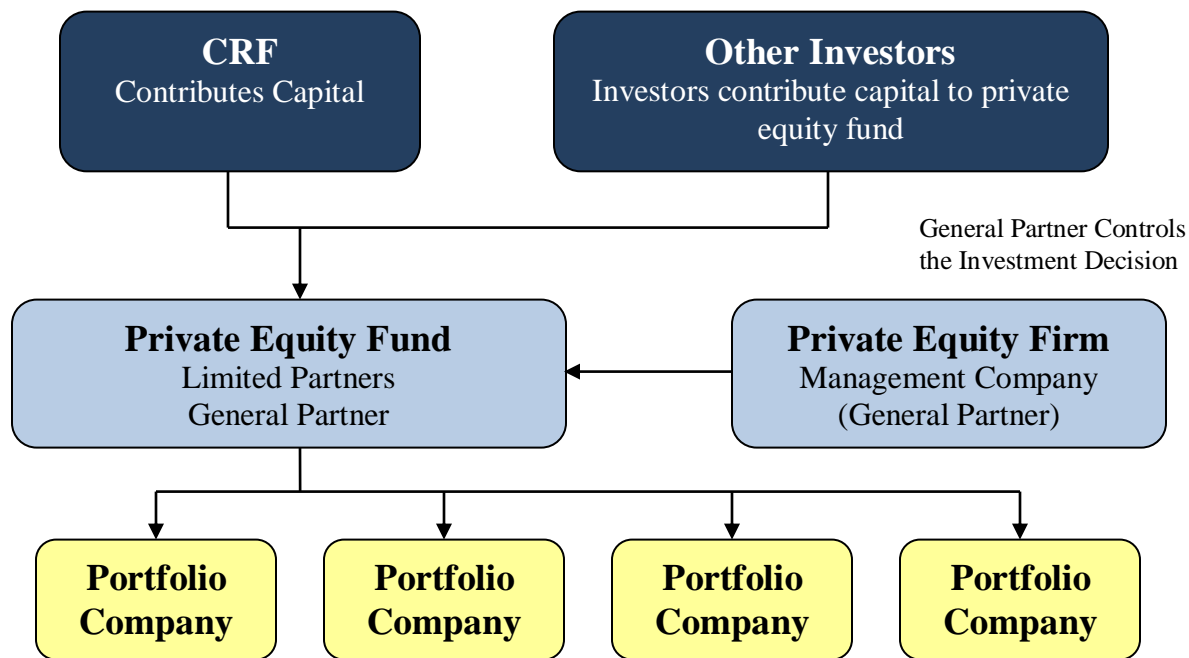 CRF
Contributes Capital
Other Investors
Investors contribute capital to private
equity fund
General Partner Controls
the Investment Decision
Private Equity Fund
Limited Partners
General Partner
Private Equity Firm
Management Company
(General Partner)
Portfolio
Company
Portfolio
Company
Portfolio
Company
Portfolio
Company